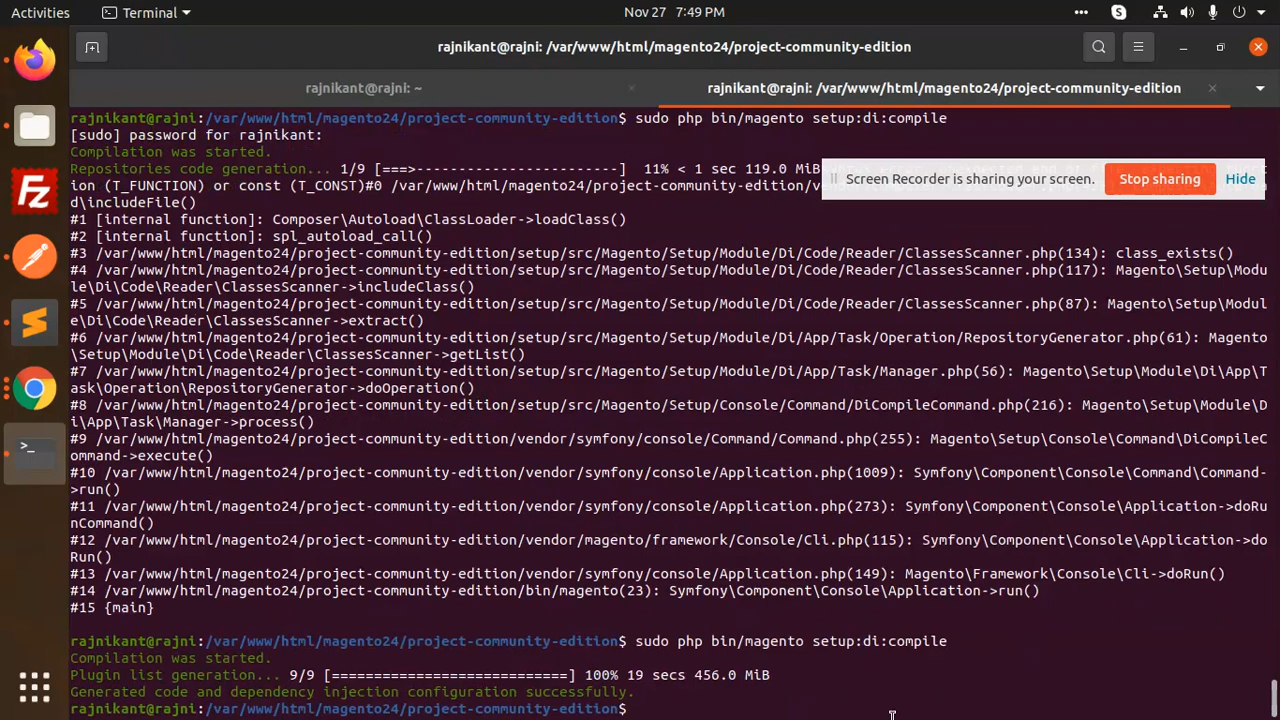 Activities
Terminal
Nov 27 7:49 PM
rajnikant@rajni: /var/www/html/magento24/project-community-edition
rajnikant@rajni: ~
rajnikant@rajni: /var/www/html/magento24/project-community-edition
rajnikant@rajni:/var/www/html/magento24/project-community-edition$ sudo php bin/magento setup:di:compile
[sudo] password for rajnikant:
Compilation was started.
Repositories code generation... 1/9 [===>------------------------] 11% < 1 sec 119.0 MiB
Screen Recorder is sharing your screen.
Stop sharing
Hide
ion (T_FUNCTION) or const (T_CONST)#0 /var/www/html/magento24/project-community-edition/
d\includeFile()
#1 [internal function]: Composer\Autoload\ClassLoader->loadClass()
#2 [internal function]: spl_autoload_call()
#3 /var/www/html/magento24/project-community-edition/setup/src/Magento/Setup/Module/Di/Code/Reader/ClassesScanner.php(134): class_exists()
#4 /var/www/html/magento24/project-community-edition/setup/src/Magento/Setup/Module/Di/Code/Reader/ClassesScanner.php(117): Magento\Setup\Modu
le\Di\Code\Reader\ClassesScanner->includeClass()
#5 /var/www/html/magento24/project-community-edition/setup/src/Magento/Setup/Module/Di/Code/Reader/ClassesScanner.php(87): Magento\Setup\Modul
e\Di\Code\Reader\ClassesScanner->extract()
#6 /var/www/html/magento24/project-community-edition/setup/src/Magento/Setup/Module/Di/App/Task/Operation/RepositoryGenerator.php(61): Magento
\Setup\Module\Di\Code\Reader\ClassesScanner->getList()
#7 /var/www/html/magento24/project-community-edition/setup/src/Magento/Setup/Module/Di/App/Task/Manager.php(56): Magento\Setup\Module\Di\App\T
ask\Operation\RepositoryGenerator->doOperation()
#8 /var/www/html/magento24/project-community-edition/setup/src/Magento/Setup/Console/Command/DiCompileCommand.php(216): Magento\Setup\Module\D
i\App\Task\Manager->process()
#9 /var/www/html/magento24/project-community-edition/vendor/symfony/console/Command/Command.php(255): Magento\Setup\Console\Command\DiCompileC
ommand->execute()
#10 /var/www/html/magento24/project-community-edition/vendor/symfony/console/Application.php(1009): Symfony\Component\Console\Command\Command-
>run()
#11 /var/www/html/magento24/project-community-edition/vendor/symfony/console/Application.php(273): Symfony\Component\Console\Application->doRu
nCommand()
#12 /var/www/html/magento24/project-community-edition/vendor/magento/framework/Console/Cli.php(115): Symfony\Component\Console\Application->do
Run()
#13 /var/www/html/magento24/project-community-edition/vendor/symfony/console/Application.php(149): Magento\Framework\Console\Cli->doRun()
#14 /var/www/html/magento24/project-community-edition/bin/magento(23): Symfony\Component\Console\Application->run()
#15 {main}
rajnikant@rajni:/var/www/html/magento24/project-community-edition$ sudo php bin/magento setup:di:compile
Compilation was started.
Plugin list generation... 9/9 [============================] 100% 19 secs 456.0 MiB
Generated code and dependency injection configuration successfully.
rajnikant@rajni:/var/www/html/magento24/project-community-edition$